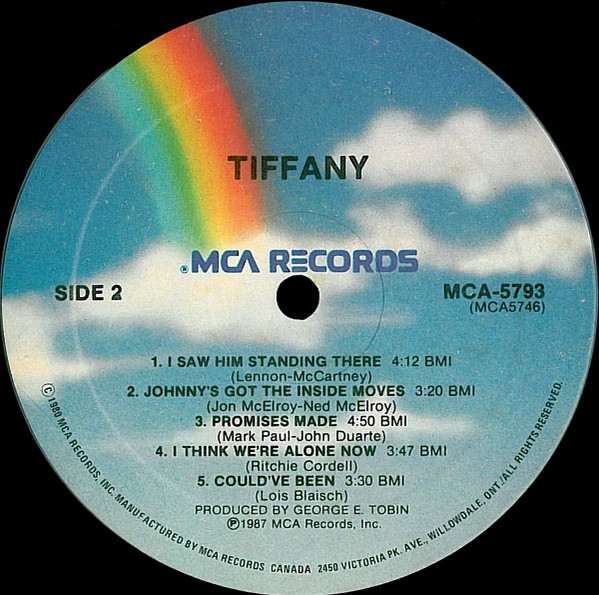 TIFFANY
®MCA RECORDS
SIDE 2
MCA-5793
(MCA5746)
1. I SAW HIM STANDING THERE 4:12 BMI
(Lennon-McCartney)
2. JOHNNY'S GOT THE INSIDE MOVES 3:20 BMI
(Jon McElroy-Ned McElroy)
3. PROMISES MADE 4:50 BMI
(Mark Paul-John Duarte)
4. I THINK WE'RE ALONE NOW 3:47 BMI
(Ritchie Cordell)
5. COULD'VE BEEN 3:30 BMI
(Lois Blaisch)
PRODUCED BY GEORGE E. TOBIN
℗1987 MCA Records, Inc.
©1980 MCA RECORDS, INC. MANUFACTURED BY MCA RECORDS CANADA 2450 VICTORIA PK. AVE., WILLOWDALE, ONT./ALL RIGHTS RESERVED.